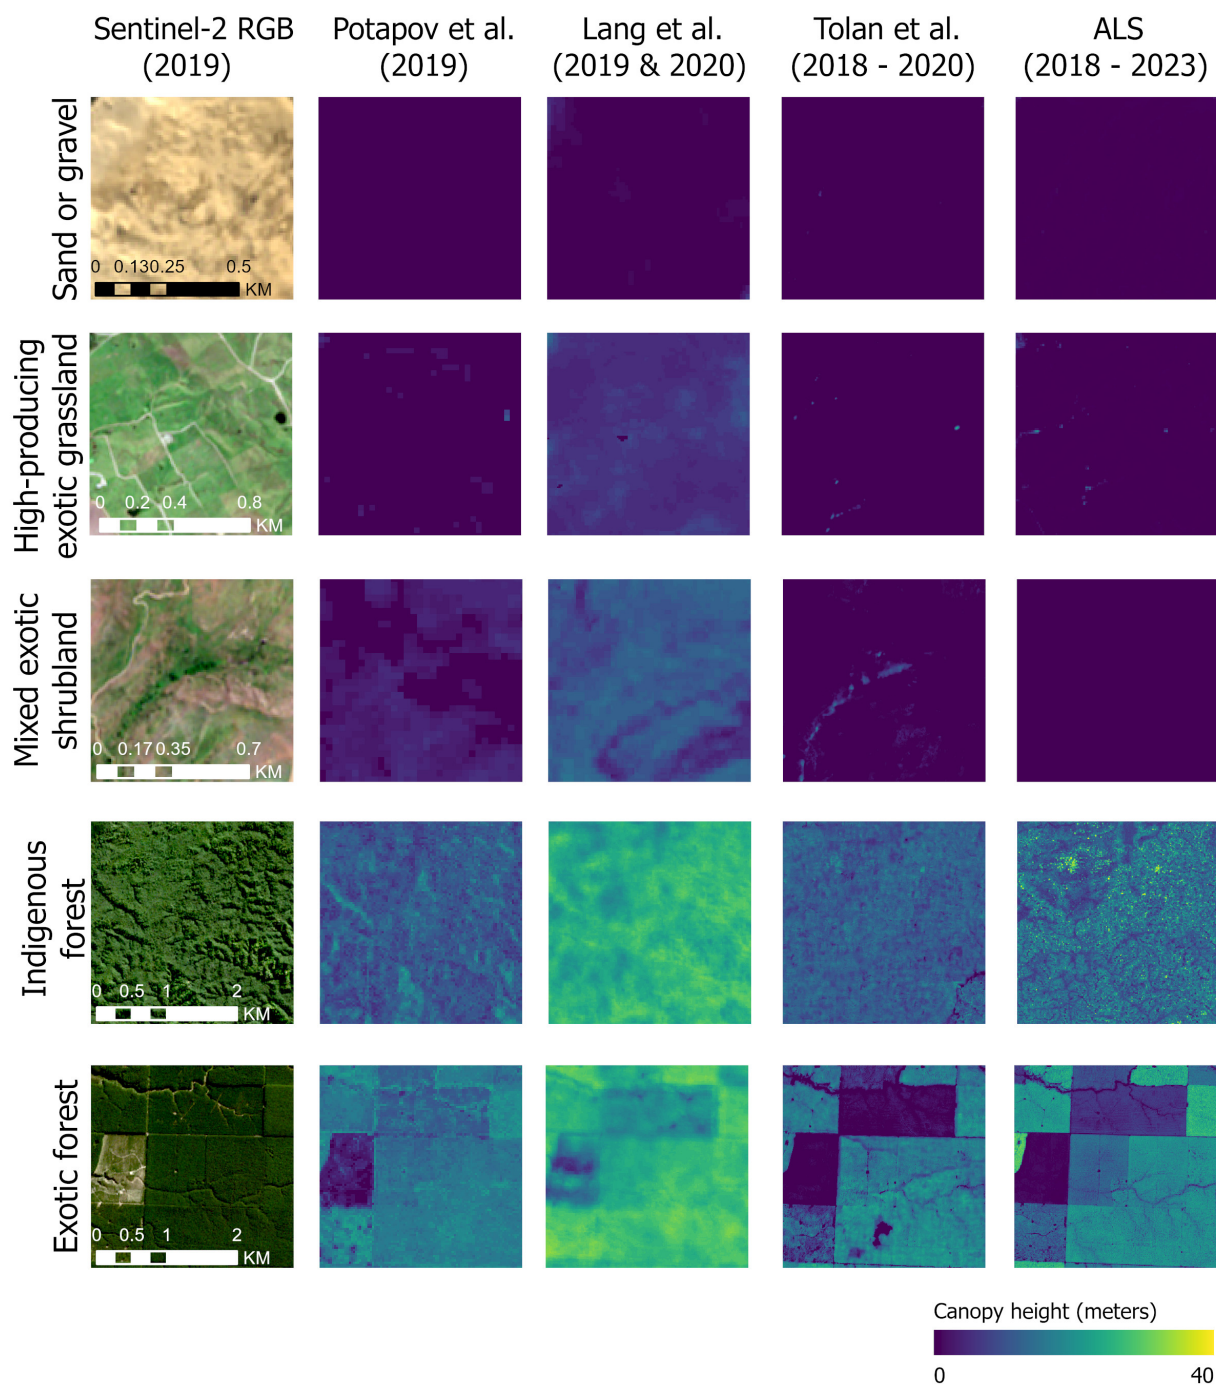 Sentinel-2 RGB
(2019)
Potapov et al.
(2019)
Lang et al.
(2019 & 2020)
Tolan et al.
(2018 - 2020)
ALS
(2018 - 2023)
Sand or gravel
0 0.130.25 0.5
KM
High-producing
exotic grassland
0 0.2 0.4 0.8
KM
Mixed exotic
shrubland
0 0.17 0.35 0.7
KM
Indigenous
forest
0 0.5 1 2
KM
Exotic forest
0 0.5 1 2
KM
Canopy height (meters)
0 40